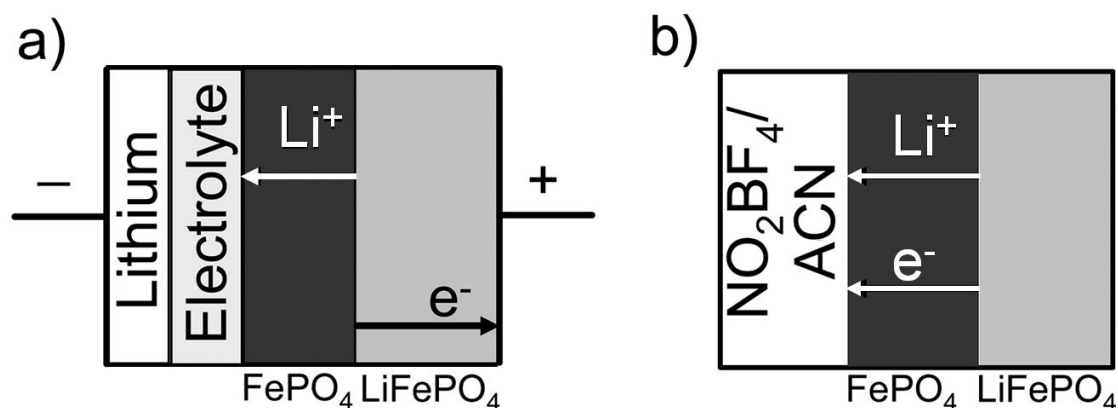 a)
–
Lithium
Electrolyte
Li⁺
e⁻
+
FePO₄
LiFePO₄
b)
NO₂BF₄/
ACN
Li⁺
e⁻
FePO₄
LiFePO₄